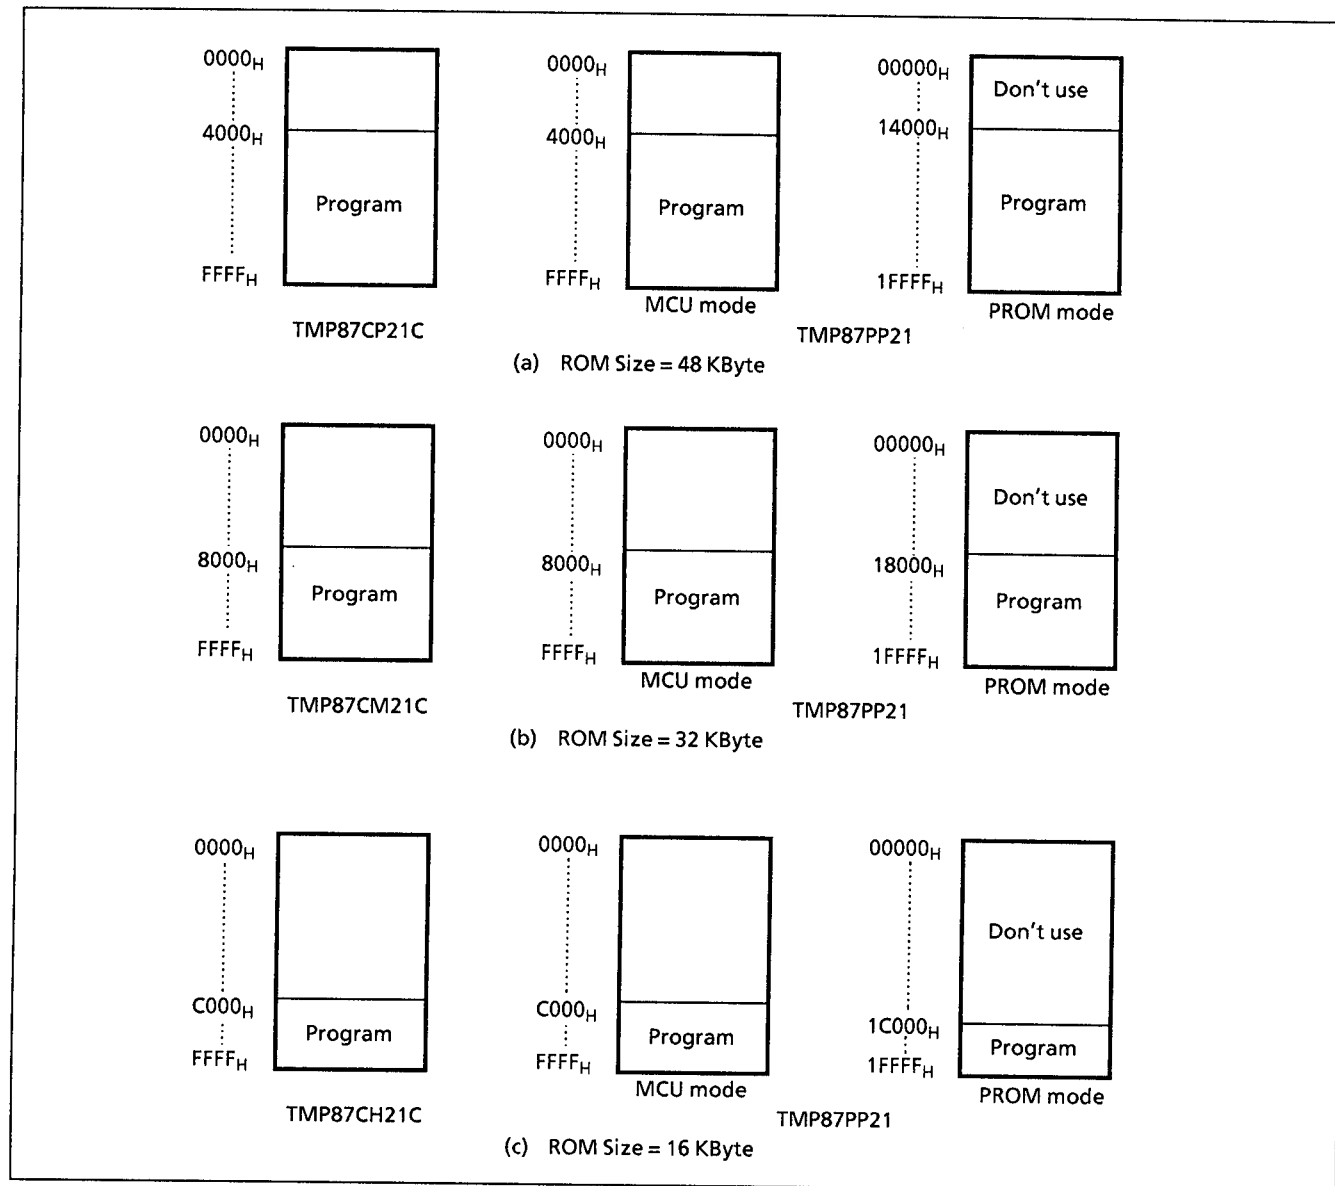 0000H
4000H
Program
FFFFH
TMP87CP21C
0000H
4000H
Program
FFFFH
MCU mode
00000H
Don't use
14000H
Program
1FFFFH
PROM mode
TMP87PP21
(a) ROM Size = 48 KByte
0000H
8000H
Program
FFFFH
TMP87CM21C
0000H
8000H
Program
FFFFH
MCU mode
00000H
Don't use
18000H
Program
1FFFFH
PROM mode
TMP87PP21
(b) ROM Size = 32 KByte
0000H
C000H
Program
FFFFH
TMP87CH21C
0000H
C000H
Program
FFFFH
MCU mode
00000H
Don't use
1C000H
Program
1FFFFH
PROM mode
TMP87PP21
(c) ROM Size = 16 KByte